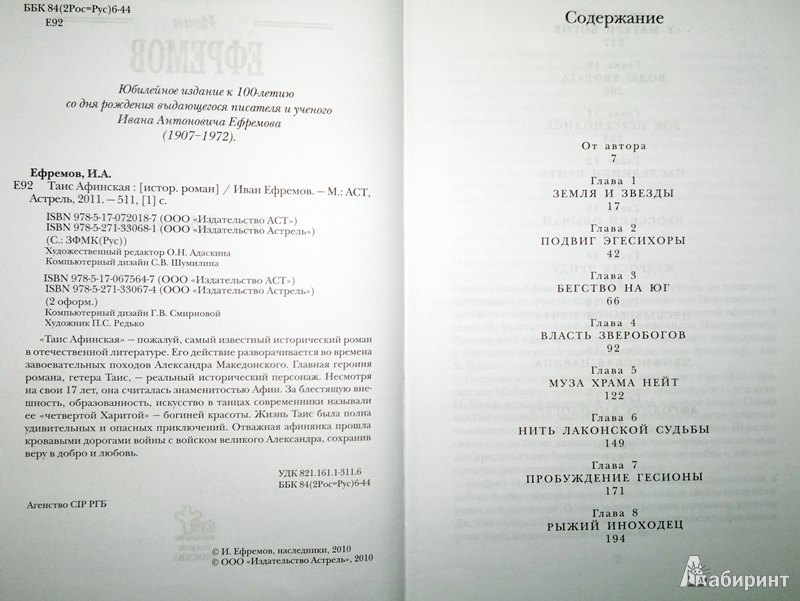 ББК 84(2Рос=Рус)6-44
Е92
Иван
ЕФРЕМОВ
Юбилейное издание к 100-летию
со дня рождения выдающегося писателя и ученого
Ивана Антоновича Ефремова
(1907–1972).
Ефремов, И.А.
Е92 Таис Афинская : [истор. роман] / Иван Ефремов. – М.: АСТ,
Астрель, 2011. – 511, [1] с.
ISBN 978-5-17-072018-7 (ООО «Издательство АСТ»)
ISBN 978-5-271-33068-1 (ООО «Издательство Астрель»)
(С.: ЗФМК(Рус))
Художественный редактор О.Н. Адаскина
Компьютерный дизайн С.В. Шумилина
ISBN 978-5-17-067564-7 (ООО «Издательство АСТ»)
ISBN 978-5-271-33067-4 (ООО «Издательство Астрель»)
(2 оформ.)
Компьютерный дизайн Г.В. Смирновой
Художник П.С. Редько
«Таис Афинская» – пожалуй, самый известный исторический роман
в отечественной литературе. Его действие разворачивается во времена
завоевательных походов Александра Македонского. Главная героиня
романа, гетера Таис, – реальный исторический персонаж. Несмотря
на свои 17 лет, она считалась знаменитостью Афин. За блестящую вне-
шность, образованность, искусство в танцах современники называли
ее «четвертой Харитой» – богиней красоты. Жизнь Таис была полна
удивительных и опасных приключений. Отважная афинянка прошла
кровавыми дорогами войны с войском великого Александра, сохранив
веру в добро и любовь.
УДК 821.161.1-311.6
ББК 84(2Рос=Рус)6-44
Агенство CIP РГБ
© И. Ефремов, наследники, 2010
© ООО «Издательство Астрель», 2010
Содержание
От автора
7
Глава 1
ЗЕМЛЯ И ЗВЕЗДЫ
17
Глава 2
ПОДВИГ ЭГЕСИХОРЫ
42
Глава 3
БЕГСТВО НА ЮГ
66
Глава 4
ВЛАСТЬ ЗВЕРОБОГОВ
92
Глава 5
МУЗА ХРАМА НЕЙТ
122
Глава 6
НИТЬ ЛАКОНСКОЙ СУДЬБЫ
149
Глава 7
ПРОБУЖДЕНИЕ ГЕСИОНЫ
171
Глава 8
РЫЖИЙ ИНОХОДЕЦ
194
Лабиринт